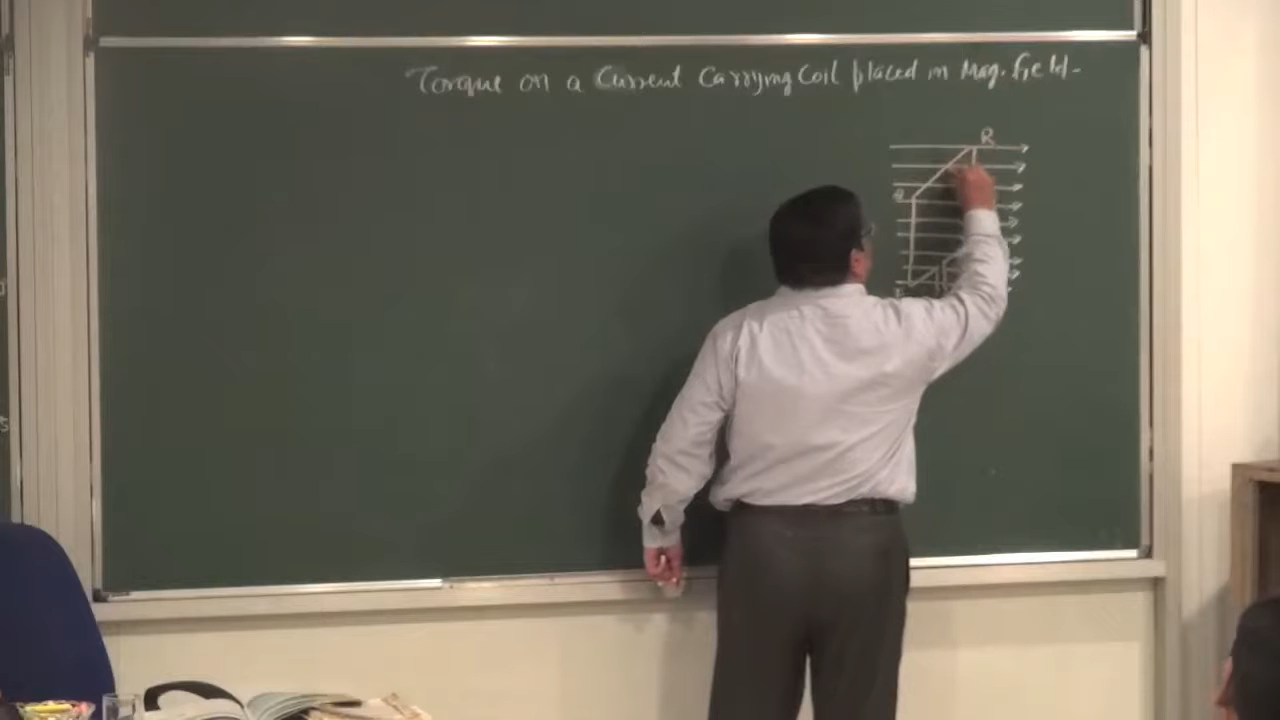 Torque on a Current Carrying Coil placed in Mag. field-
R